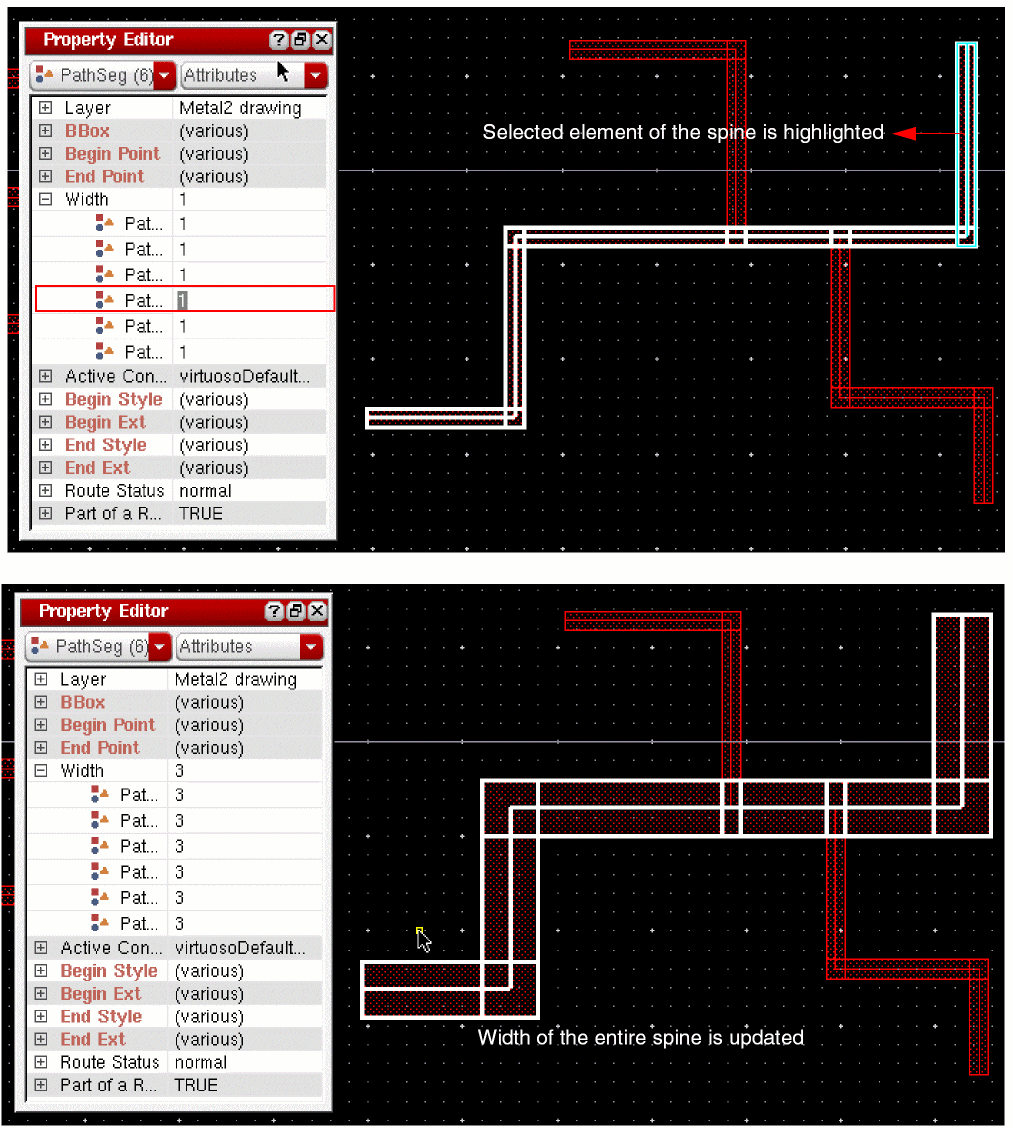 Property Editor
PathSeg (6) Attributes
Layer Metal2 drawing
BBox (various)
Begin Point (various)
End Point (various)
Width 1
Pat... 1
Pat... 1
Pat... 1
Pat... 1
Pat... 1
Pat... 1
Active Con... virtuosoDefault...
Begin Style (various)
Begin Ext (various)
End Style (various)
End Ext (various)
Route Status normal
Part of a R... TRUE
Selected element of the spine is highlighted
Property Editor
PathSeg (6) Attributes
Layer Metal2 drawing
BBox (various)
Begin Point (various)
End Point (various)
Width 3
Pat... 3
Pat... 3
Pat... 3
Pat... 3
Pat... 3
Pat... 3
Active Con... virtuosoDefault...
Begin Style (various)
Begin Ext (various)
End Style (various)
End Ext (various)
Route Status normal
Part of a R... TRUE
Width of the entire spine is updated